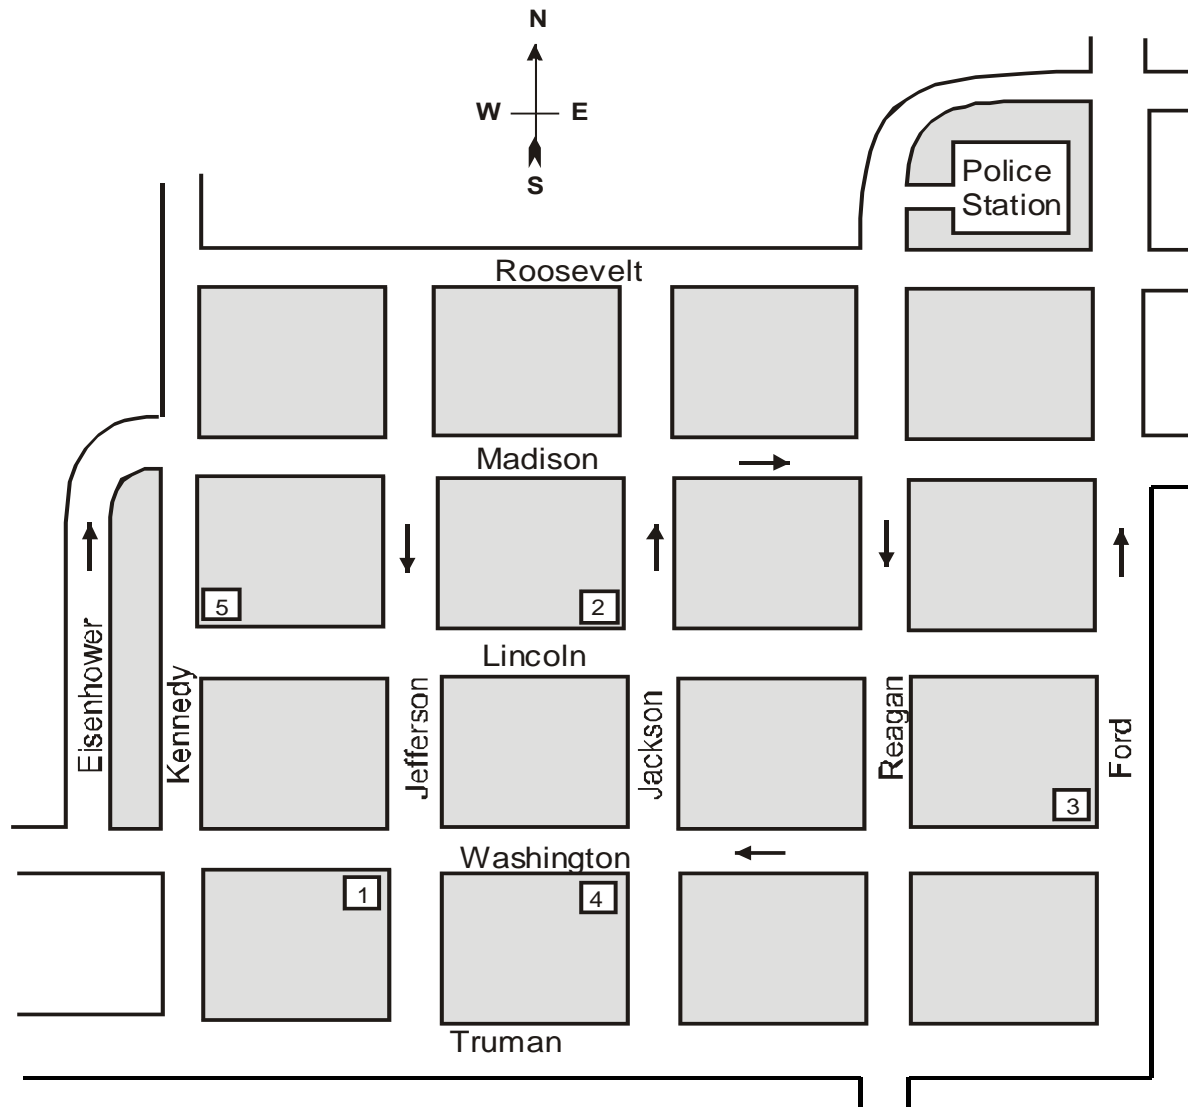 N
W E
S
Police
Station
Roosevelt
Madison
5
2
Lincoln
Eisenhower
Kennedy
Jefferson
Jackson
Reagan
Ford
3
Washington
1
4
Truman